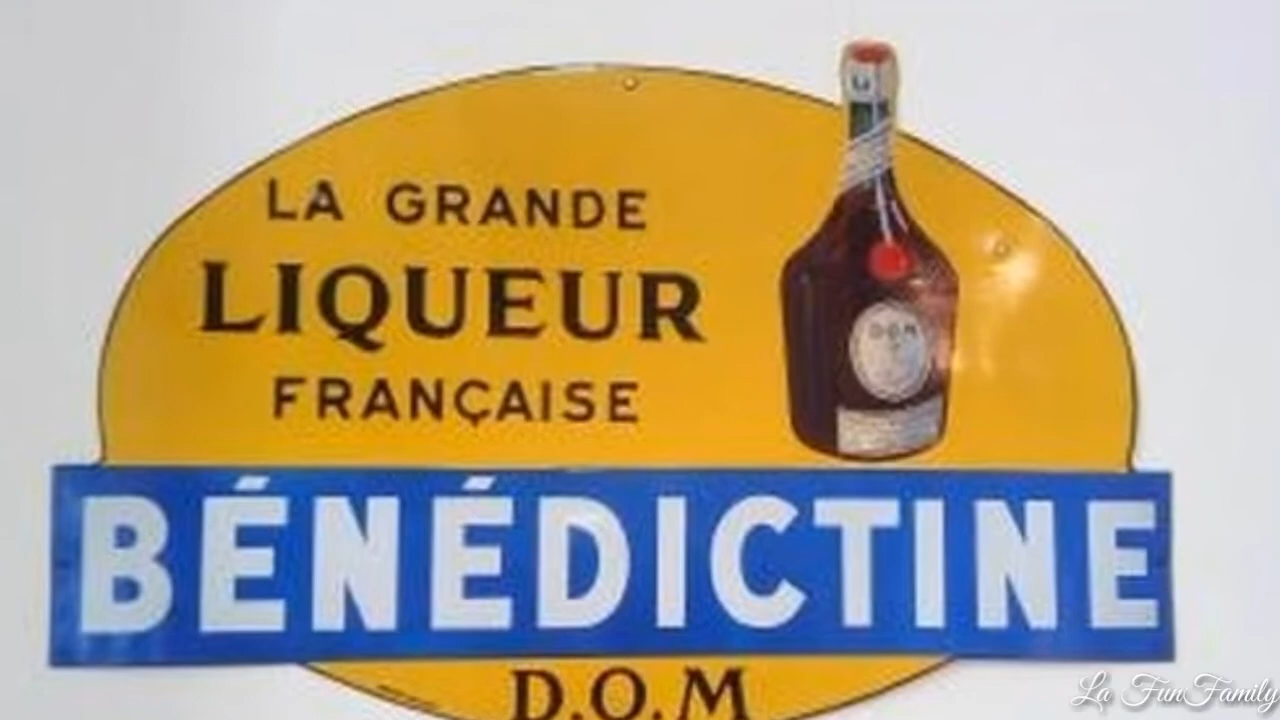 LA GRANDE
LIQUEUR
FRANÇAISE
D.O.M
BÉNÉDICTINE
D.O.M
La FunFamily